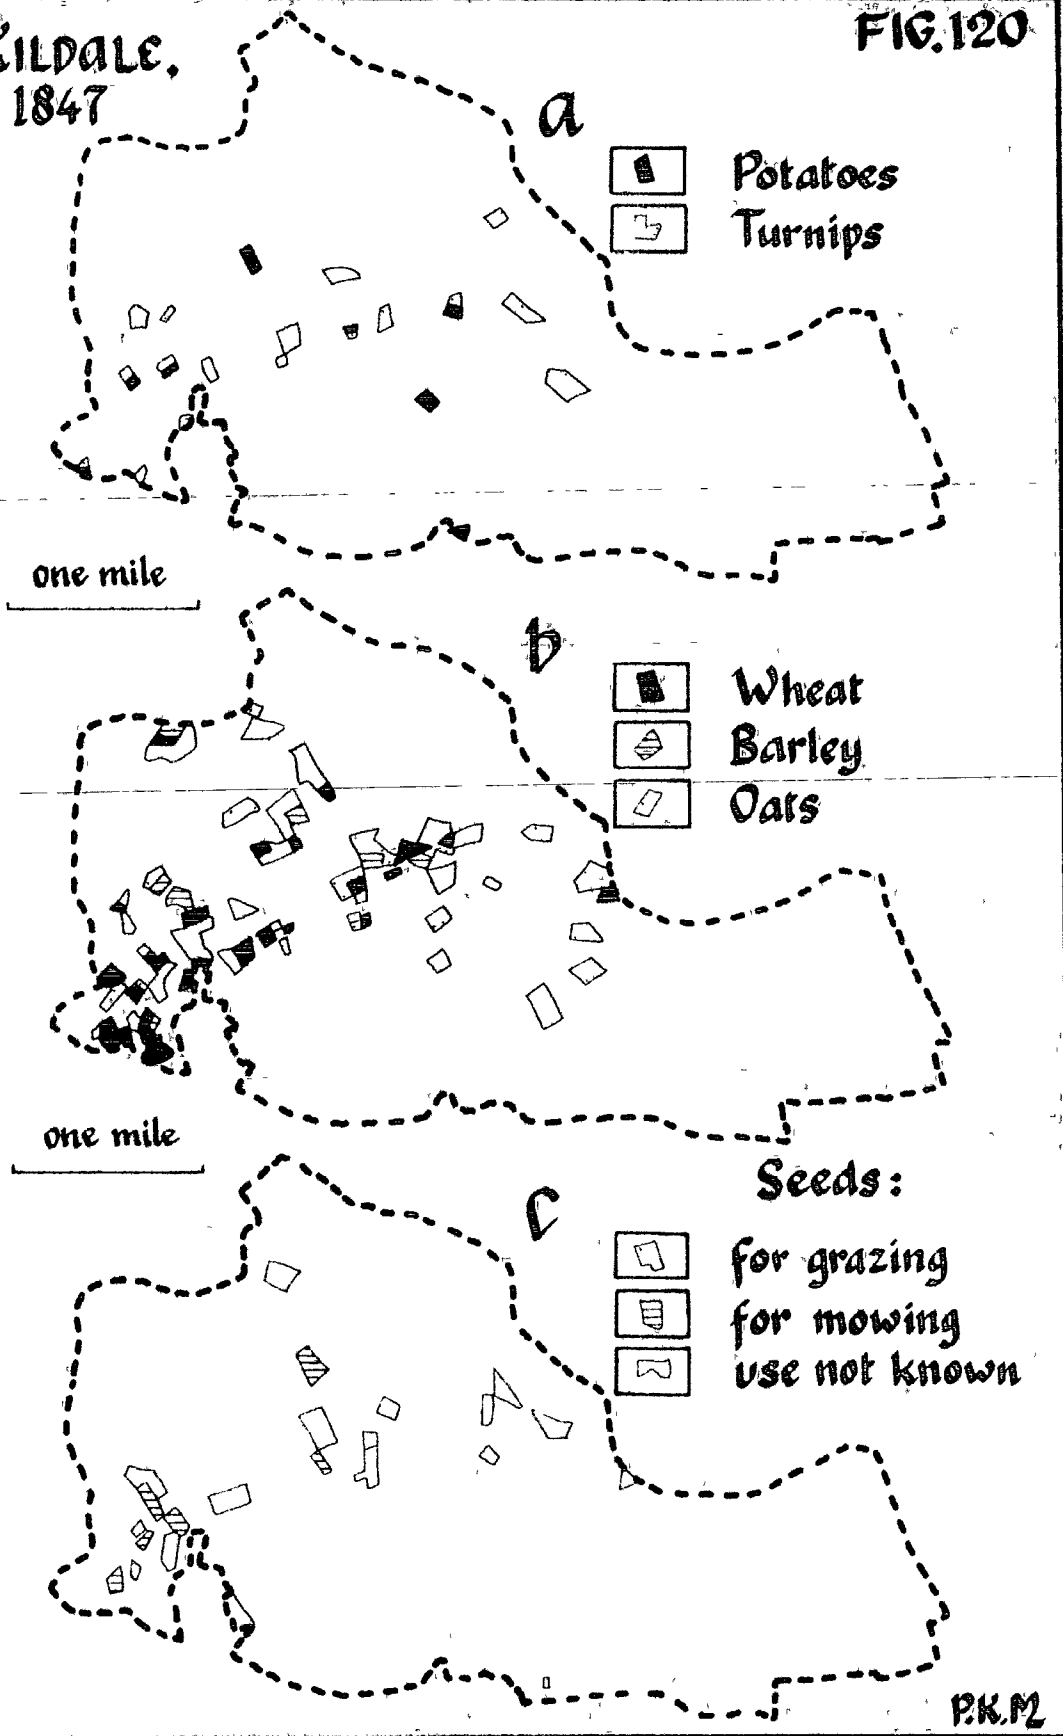 KILDALE,
1847
FIG.120
a
Potatoes
Turnips
one mile
b
Wheat
Barley
Oats
one mile
c
Seeds:
for grazing
for mowing
use not known
P.K.M